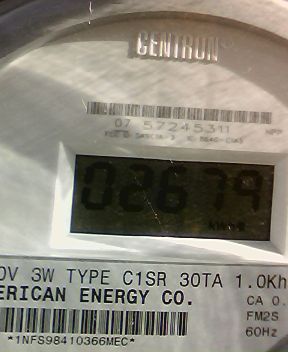 CENTRON
07 57245311
02679
0V 3W TYPE C1SR 30TA 1.0Kh
ERICAN ENERGY CO.
CA 0.
FM2S
60Hz
*1NFS98410366MEC*